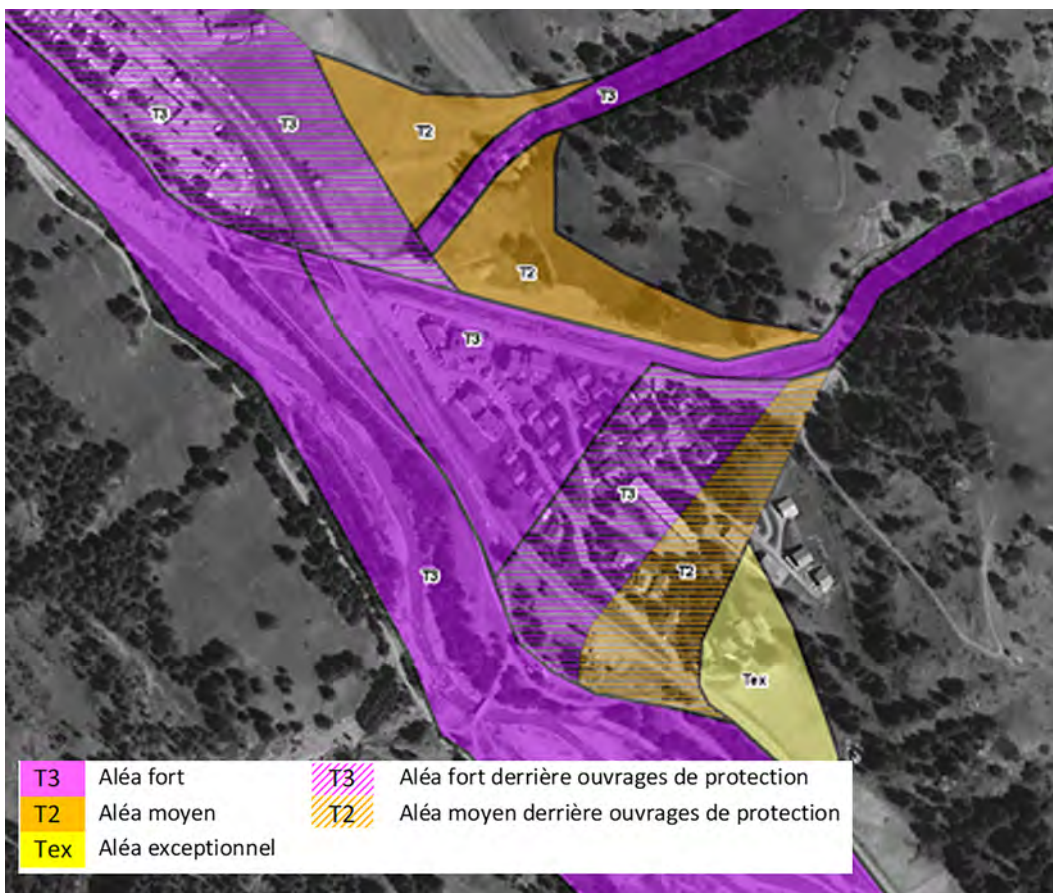 T3
T3
T3
T2
T2
T3
T3
T3
T2
Tex
T3 Aléa fort
T3 Aléa fort derrière ouvrages de protection
T2 Aléa moyen
T2 Aléa moyen derrière ouvrages de protection
Tex Aléa exceptionnel